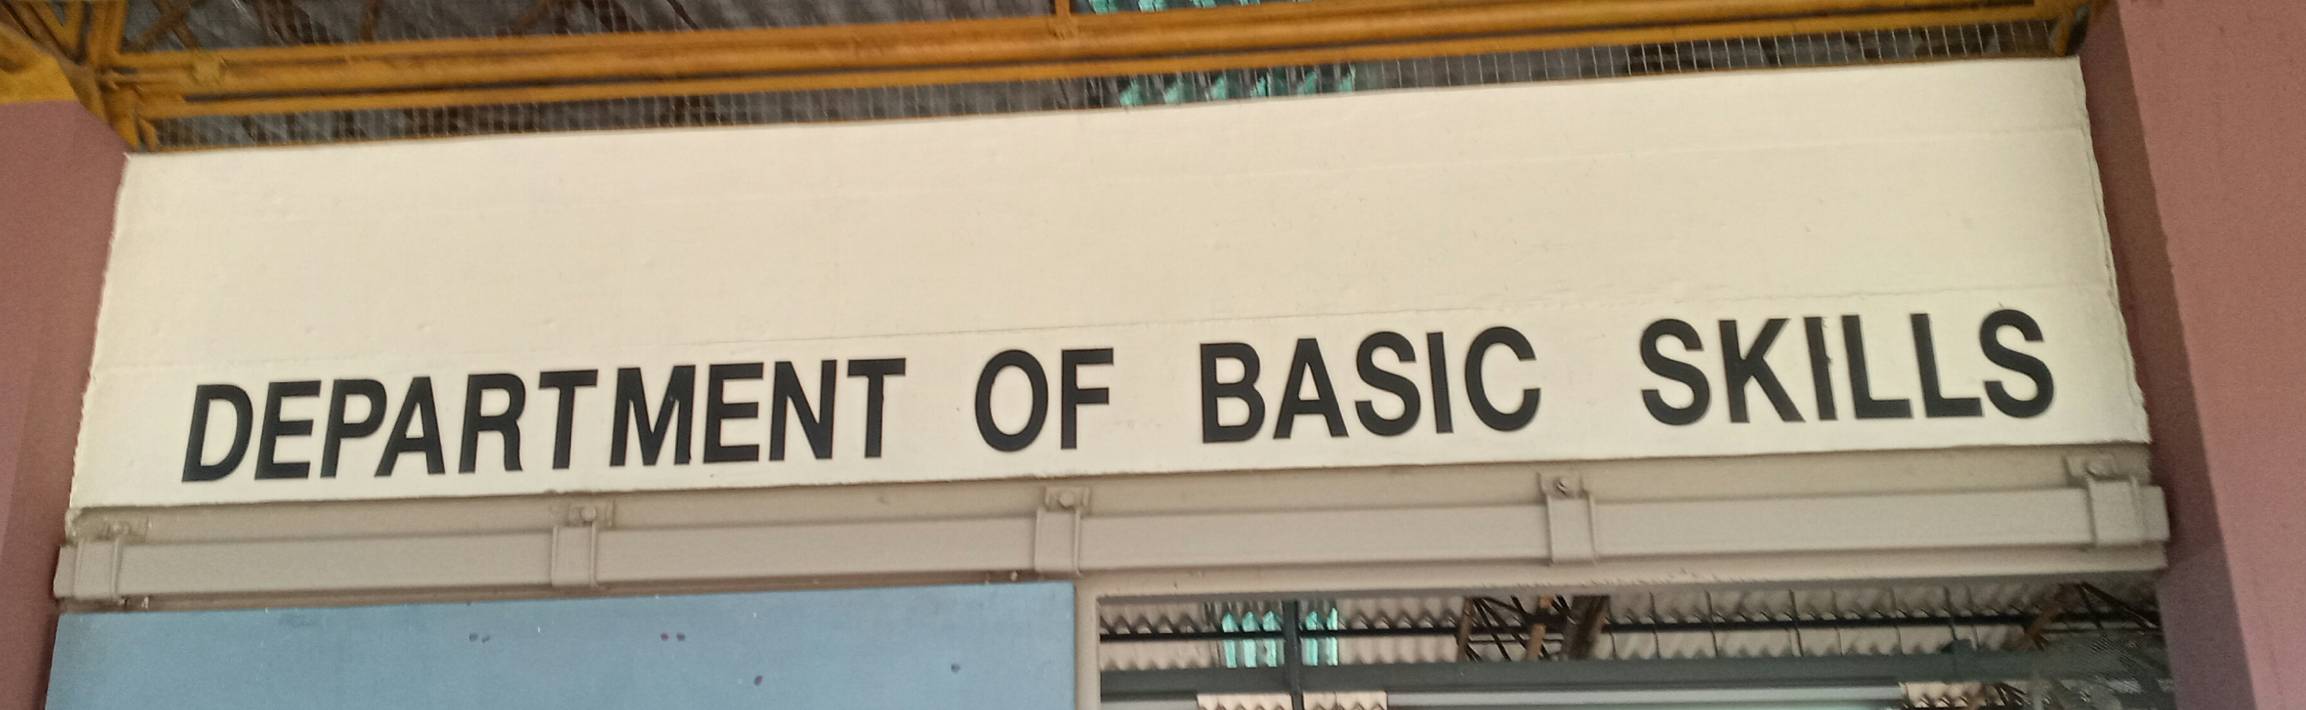 DEPARTMENT OF BASIC SKILLS